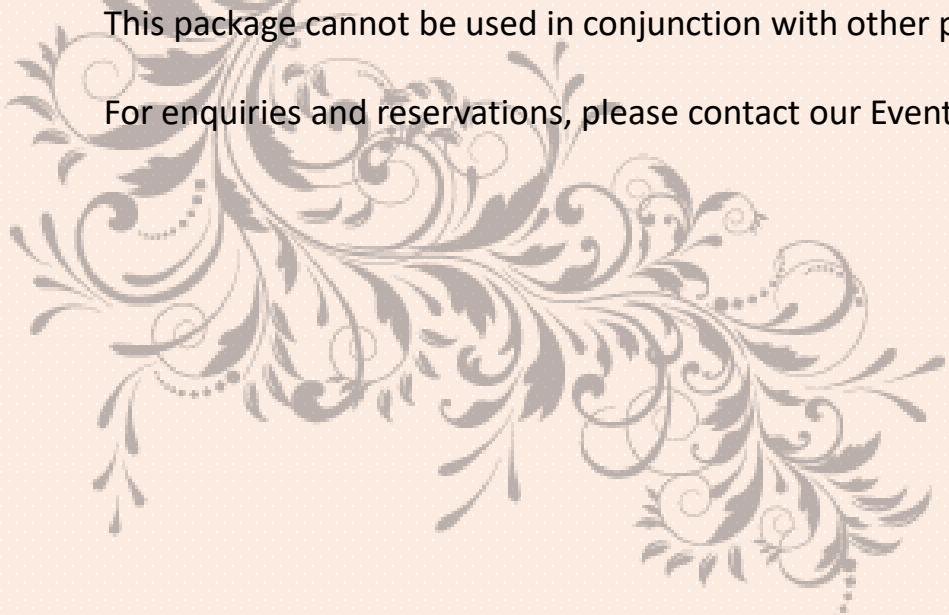 This package cannot be used in conjunction with other
For enquiries and reservations, please contact our Event